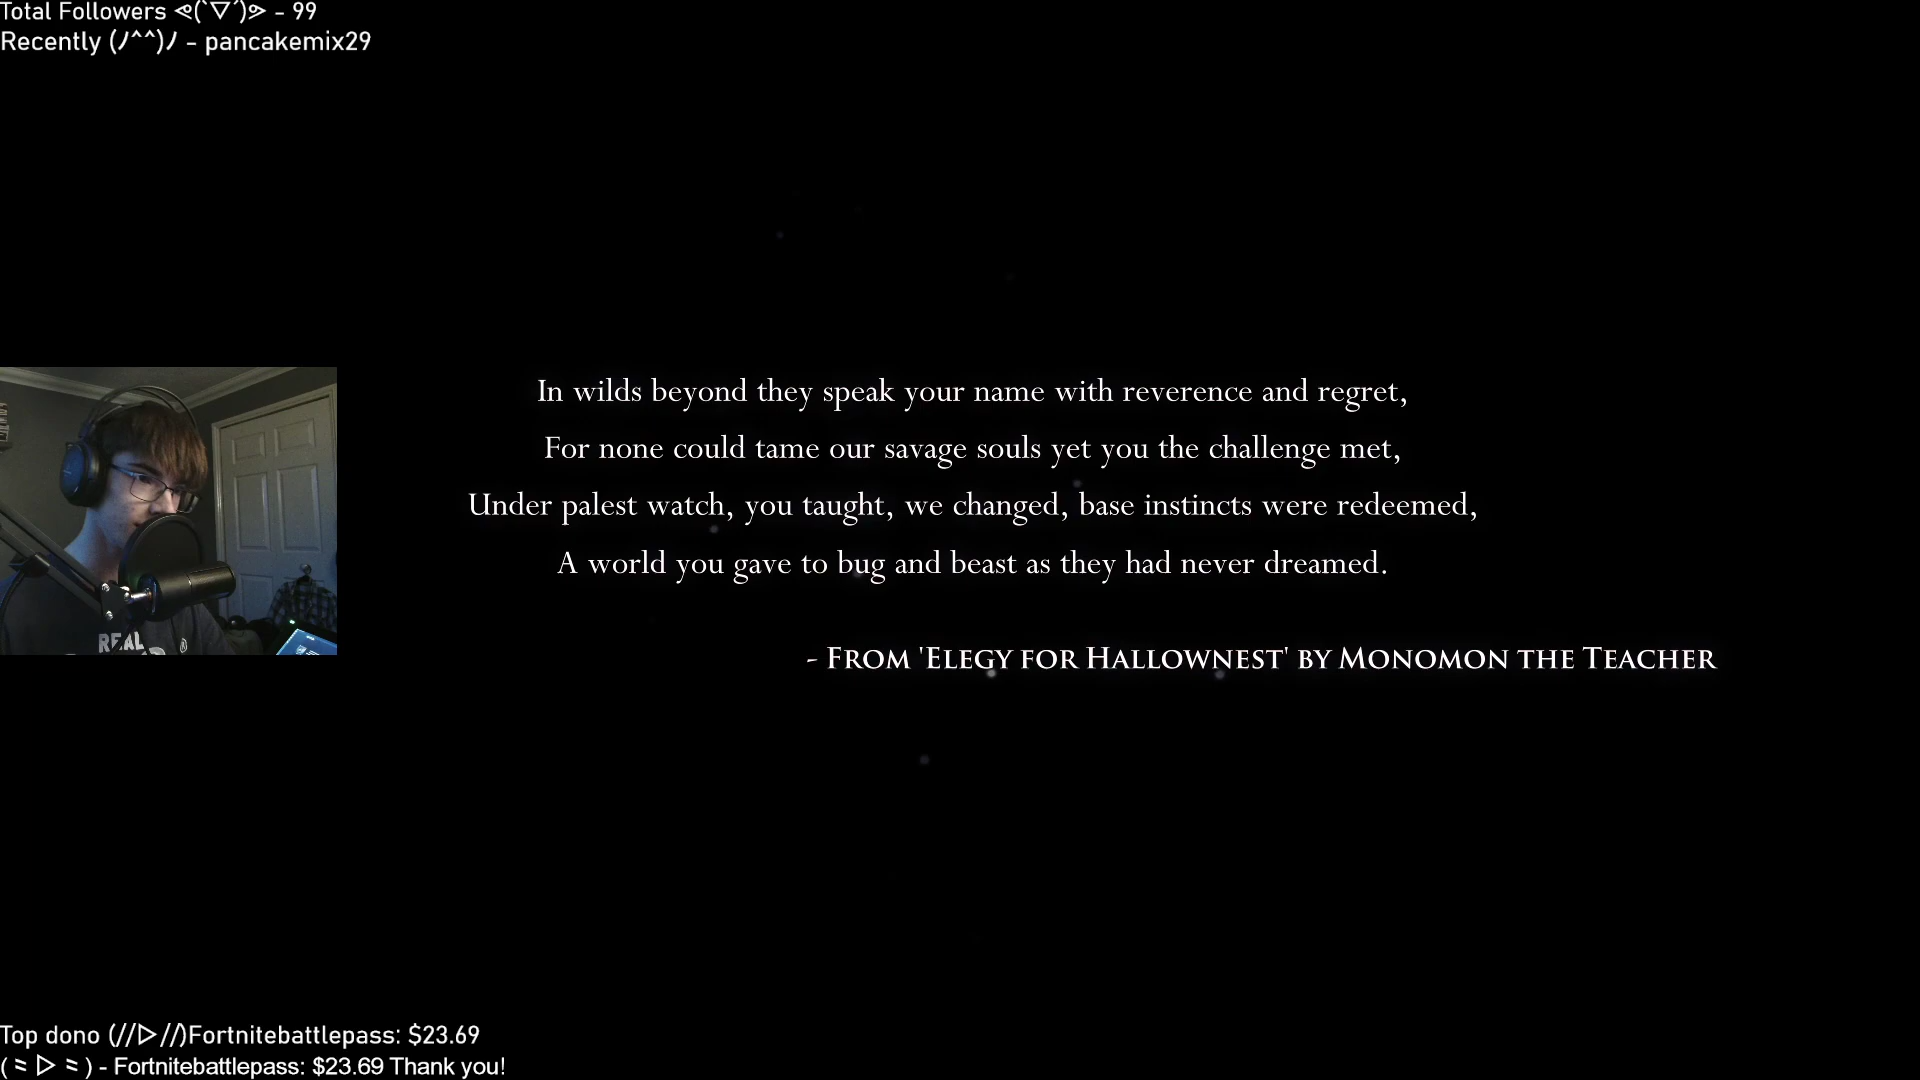 Total Followers ᕙ(`▽´)ᕗ - 99
Recently (ﾉ^^)ﾉ - pancakemix29
In wilds beyond they speak your name with reverence and regret,
For none could tame our savage souls yet you the challenge met,
Under palest watch, you taught, we changed, base instincts were redeemed,
A world you gave to bug and beast as they had never dreamed.
- From 'Elegy for Hallownest' by Monomon the Teacher
REAL
®
Top dono (//▷//)Fortnitebattlepass: $23.69
( ﾆ ▷ ﾆ ) - Fortnitebattlepass: $23.69 Thank you!